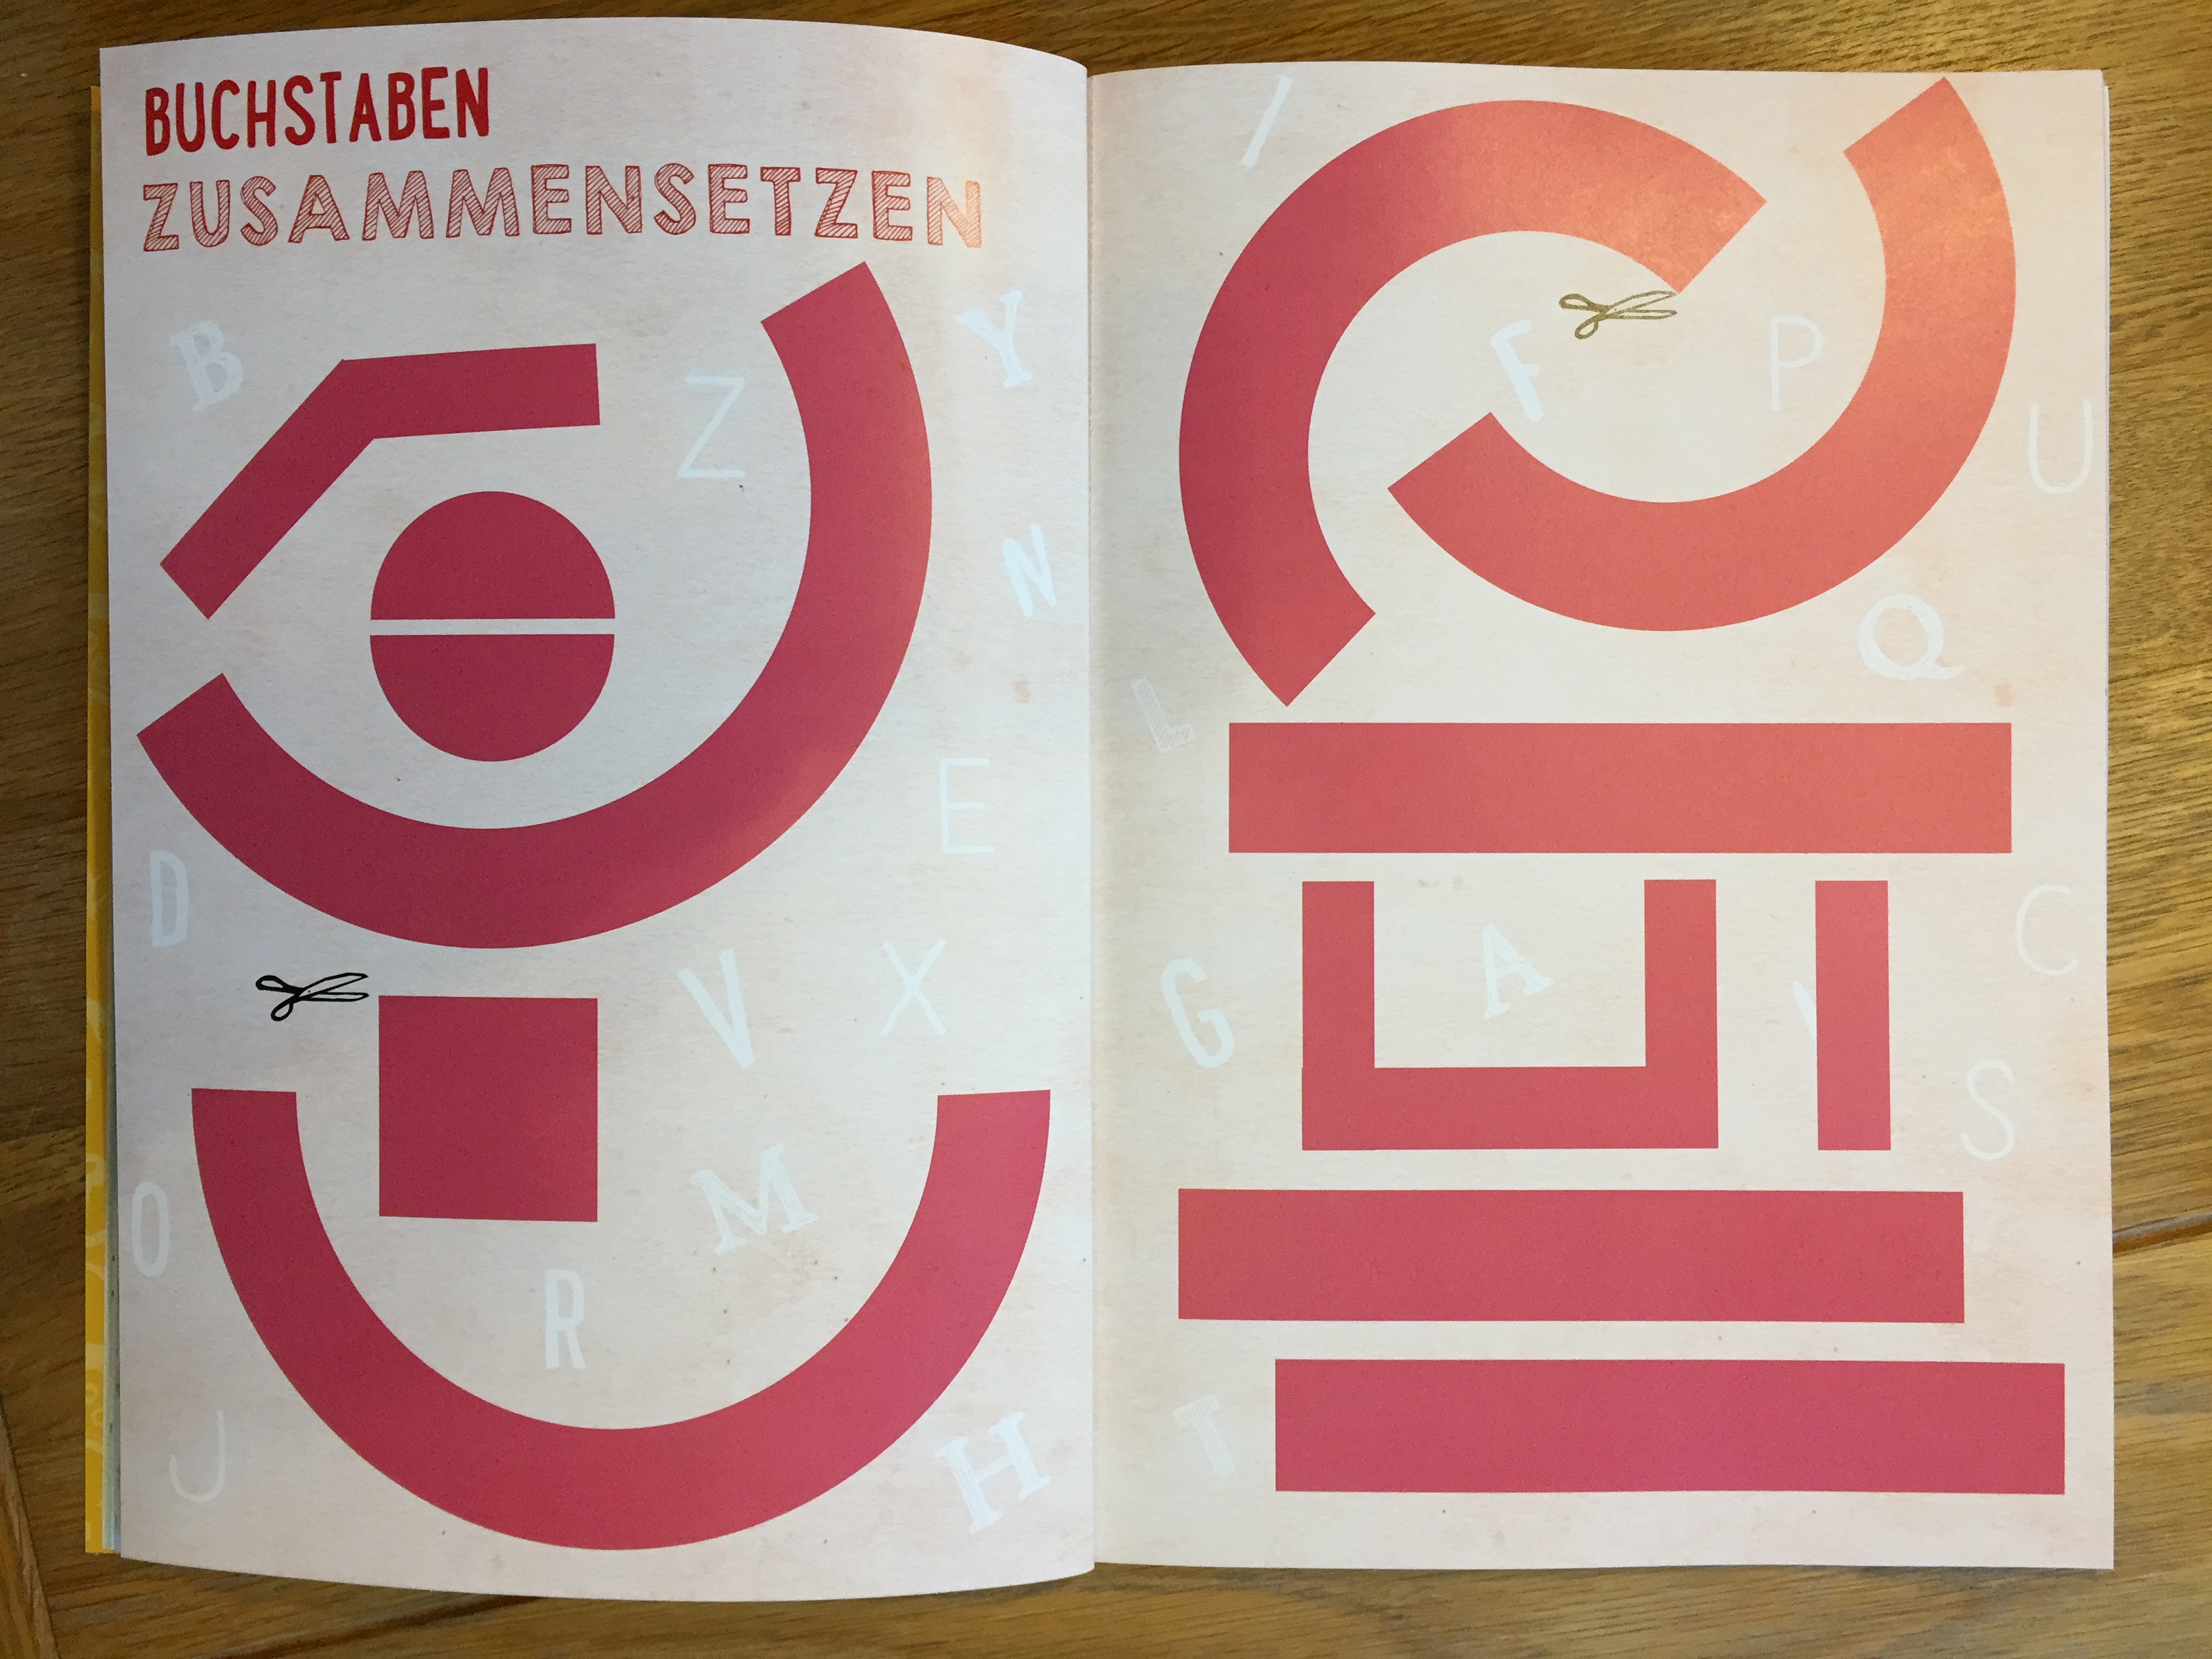 BUCHSTABEN
ZUSAMMENSETZEN
B
Z
Y
N
E
D
V
X
O
M
R
J
H
I
F
P
U
Q
L
G
A
C
S
T